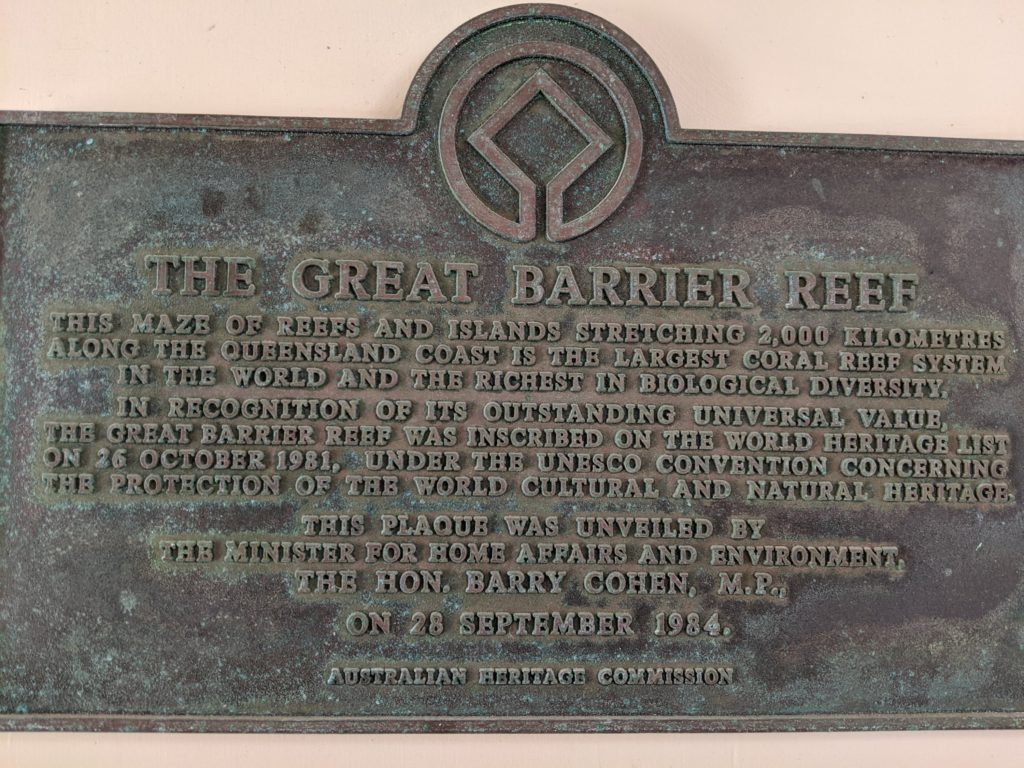 THE GREAT BARRIER REEF
THIS MAZE OF REEFS AND ISLANDS STRETCHING 2,000 KILOMETRES
ALONG THE QUEENSLAND COAST IS THE LARGEST CORAL REEF SYSTEM
IN THE WORLD AND THE RICHEST IN BIOLOGICAL DIVERSITY.
IN RECOGNITION OF ITS OUTSTANDING UNIVERSAL VALUE,
THE GREAT BARRIER REEF WAS INSCRIBED ON THE WORLD HERITAGE LIST
ON 26 OCTOBER 1981, UNDER THE UNESCO CONVENTION CONCERNING
THE PROTECTION OF THE WORLD CULTURAL AND NATURAL HERITAGE.
THIS PLAQUE WAS UNVEILED BY
THE MINISTER FOR HOME AFFAIRS AND ENVIRONMENT,
THE HON. BARRY COHEN, M.P.,
ON 28 SEPTEMBER 1984.
AUSTRALIAN HERITAGE COMMISSION